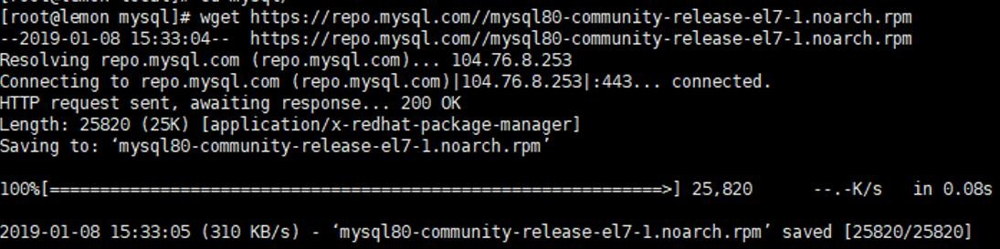 [root@lemon local]# cd mysql/
[root@lemon mysql]# wget https://repo.mysql.com//mysql80-community-release-el7-1.noarch.rpm
--2019-01-08 15:33:04--  https://repo.mysql.com//mysql80-community-release-el7-1.noarch.rpm
Resolving repo.mysql.com (repo.mysql.com)... 104.76.8.253
Connecting to repo.mysql.com (repo.mysql.com)|104.76.8.253|:443... connected.
HTTP request sent, awaiting response... 200 OK
Length: 25820 (25K) [application/x-redhat-package-manager]
Saving to: ‘mysql80-community-release-el7-1.noarch.rpm’
100%[=============================================================>] 25,820      --.-K/s   in 0.08s
2019-01-08 15:33:05 (310 KB/s) - ‘mysql80-community-release-el7-1.noarch.rpm’ saved [25820/25820]